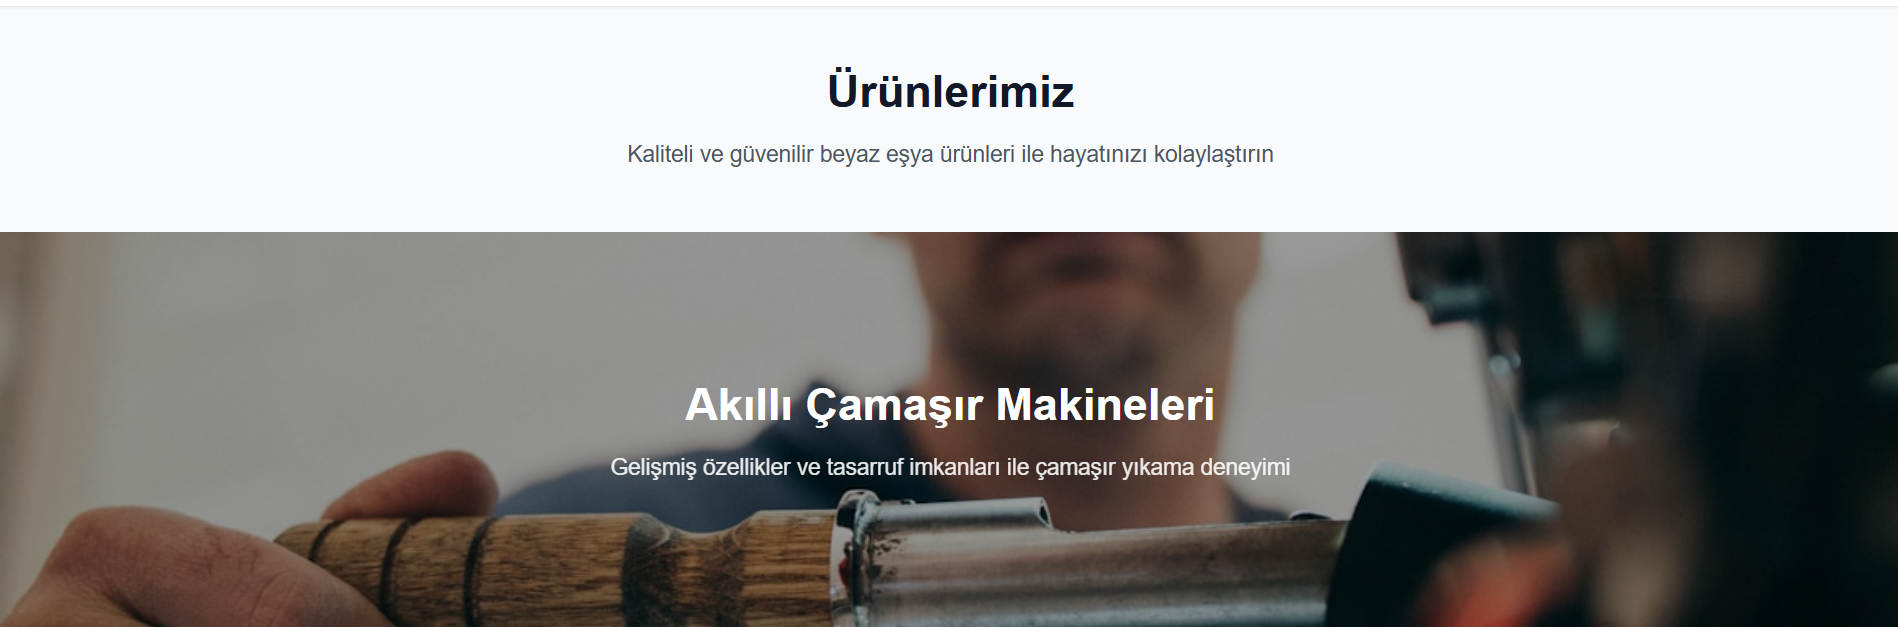 Ürünlerimiz
Kaliteli ve güvenilir beyaz eşya ürünleri ile hayatınızı kolaylaştırın
Akıllı Çamaşır Makineleri
Gelişmiş özellikler ve tasarruf imkanları ile çamaşır yıkama deneyimi